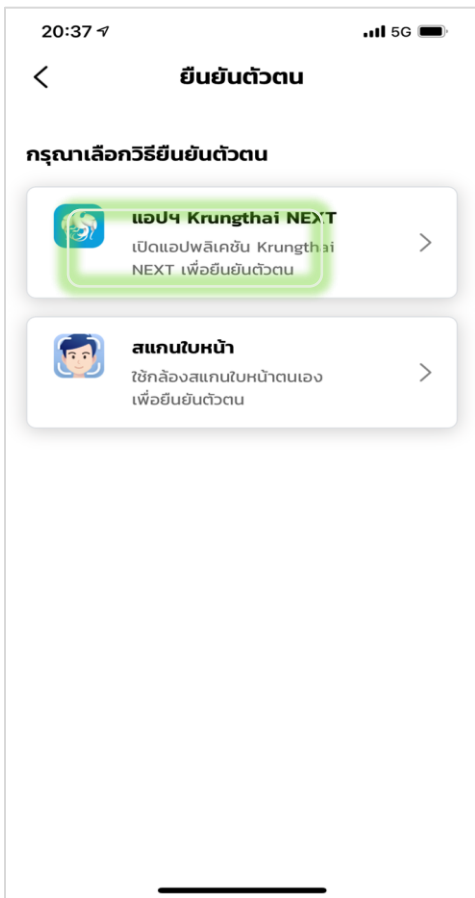 20:37 5G
ยืนยันตัวตน
กรุณาเลือกวิธียืนยันตัวตน
แอปฯ Krungthai NEXT
เปิดแอปพลิเคชัน Krungthai
NEXT เพื่อยืนยันตัวตน
สแกนใบหน้า
ใช้กล้องสแกนใบหน้าตนเอง
เพื่อยืนยันตัวตน